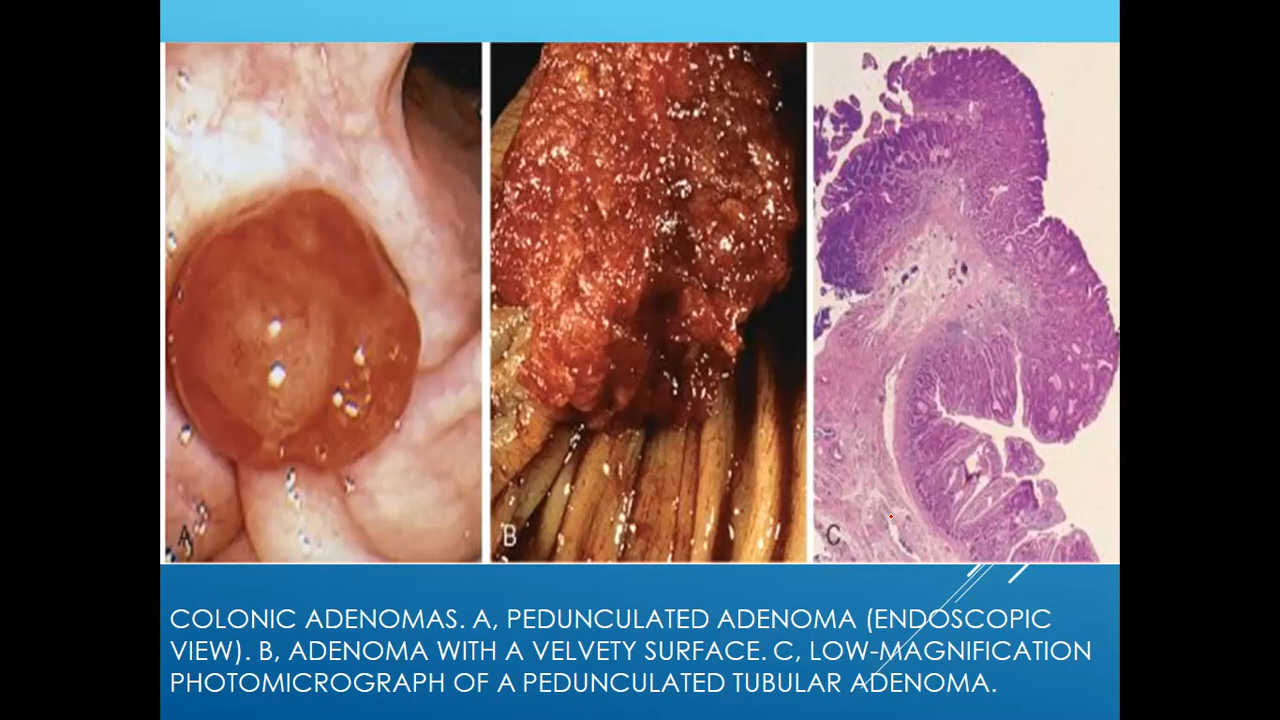 A
B
C
COLONIC ADENOMAS. A, PEDUNCULATED ADENOMA (ENDOSCOPIC
VIEW). B, ADENOMA WITH A VELVETY SURFACE. C, LOW-MAGNIFICATION
PHOTOMICROGRAPH OF A PEDUNCULATED TUBULAR ADENOMA.